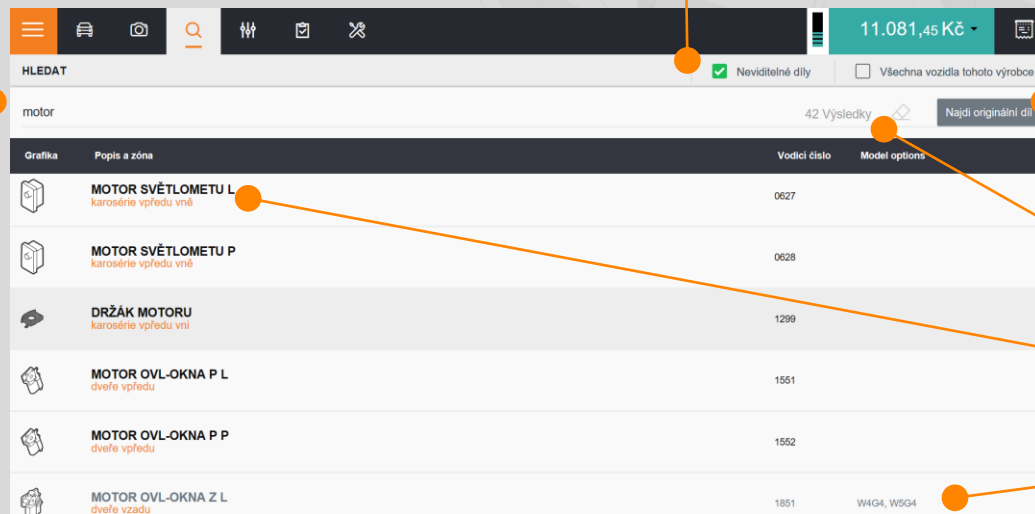 11.081,45 Kč
HLEDAT
Neviditelné díly
Všechna vozidla tohoto výrobce
motor
42 Výsledky
Najdi originální díl
Grafika Popis a zóna Vodicí číslo Model options
MOTOR SVĚTLOMETU L 0627
karosérie vpředu vně
MOTOR SVĚTLOMETU P 0628
karosérie vpředu vně
DRŽÁK MOTORU 1299
karosérie vpředu vni
MOTOR OVL-OKNA P L 1551
dveře vpředu
MOTOR OVL-OKNA P P 1552
dveře vpředu
MOTOR OVL-OKNA Z L 1851 W4G4, W5G4
dveře vzadu